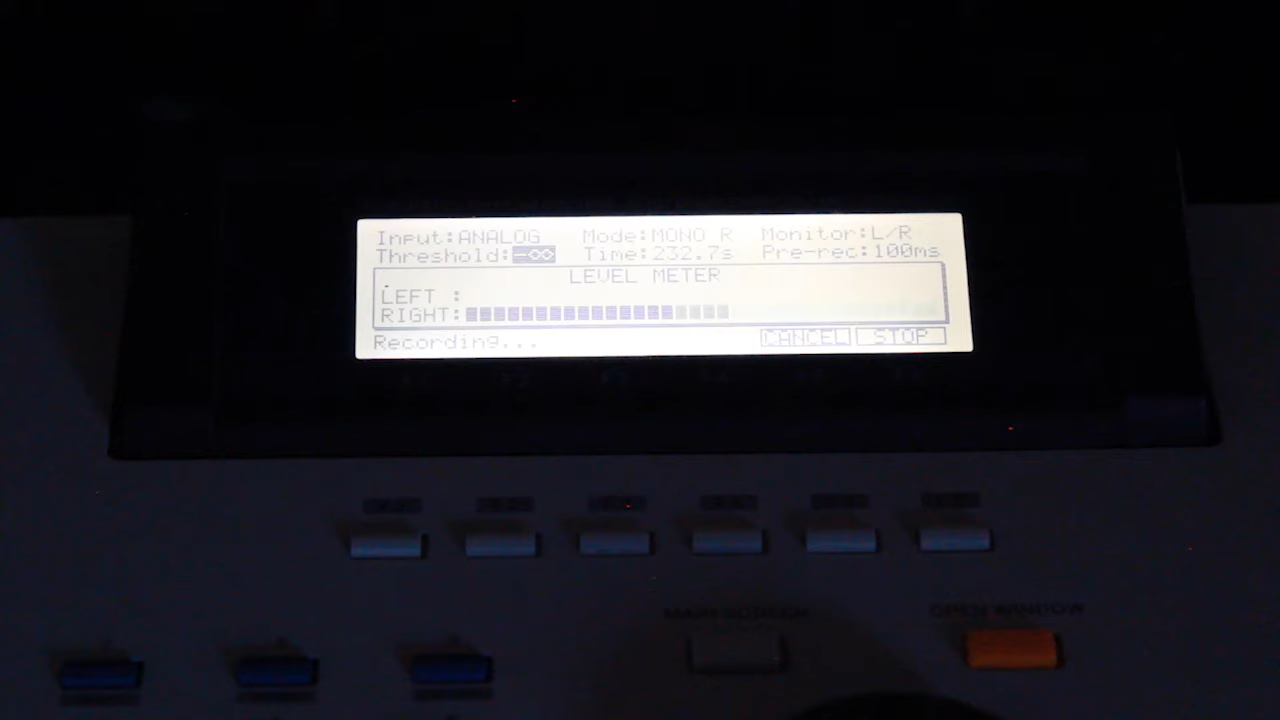 Input:ANALOG Mode:MONO R Monitor:L/R
Threshold:-∞ Time:232.7s Pre-rec:100ms
LEVEL METER
LEFT :
RIGHT:
Recording... CANCEL STOP
MAIN SCREEN OPEN WINDOW